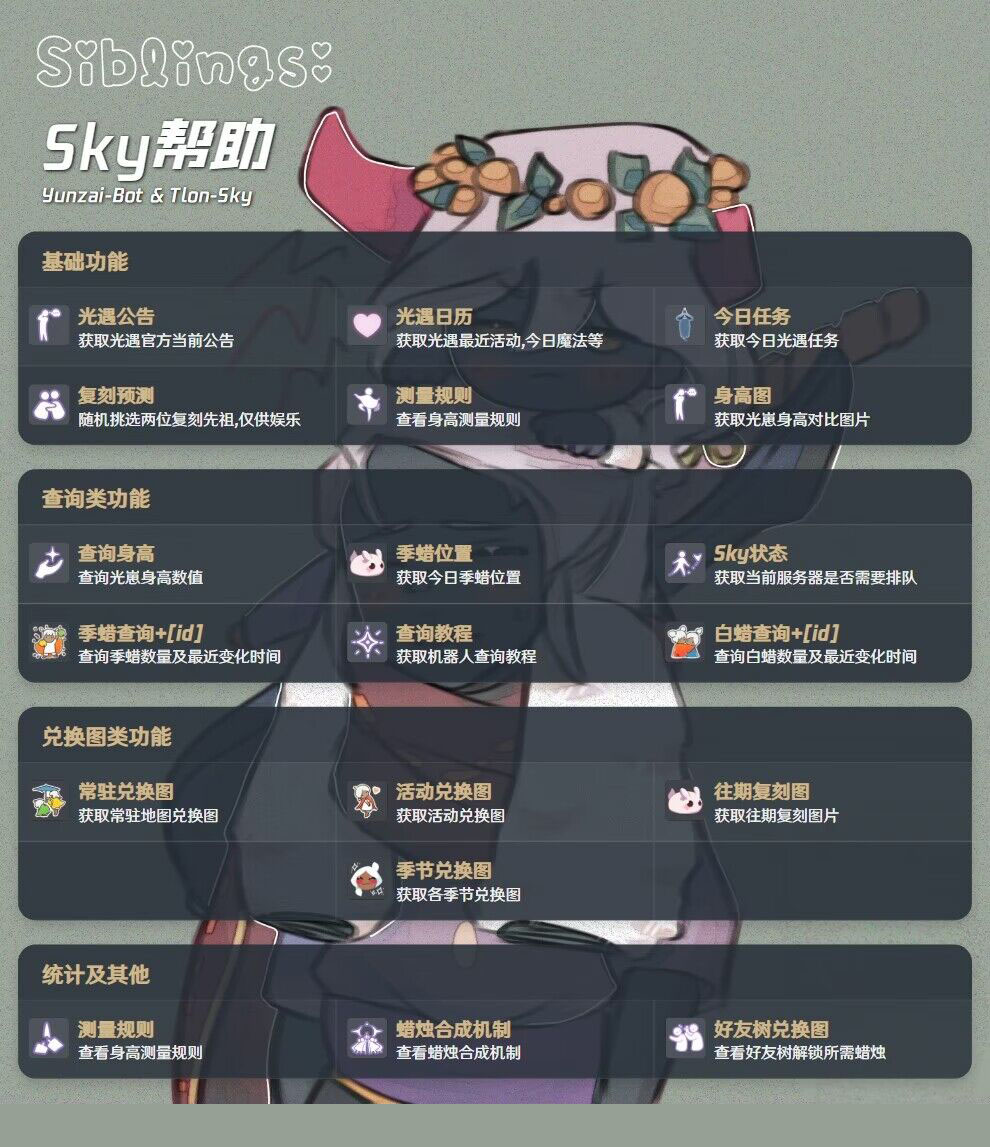 Siblings:
Sky帮助
Yunzai-Bot & Tlon-Sky
基础功能
光遇公告
获取光遇官方当前公告
光遇日历
获取光遇最近活动,今日魔法等
今日任务
获取今日光遇任务
复刻预测
随机挑选两位复刻先祖,仅供娱乐
测量规则
查看身高测量规则
身高图
获取光崽身高对比图片
查询类功能
查询身高
查询光崽身高数值
季蜡位置
获取今日季蜡位置
Sky状态
获取当前服务器是否需要排队
季蜡查询+[id]
查询季蜡数量及最近变化时间
查询教程
获取机器人查询教程
白蜡查询+[id]
查询白蜡数量及最近变化时间
兑换图类功能
常驻兑换图
获取常驻地图兑换图
活动兑换图
获取活动兑换图
往期复刻图
获取往期复刻图片
季节兑换图
获取各季节兑换图
统计及其他
测量规则
查看身高测量规则
蜡烛合成机制
查看蜡烛合成机制
好友树兑换图
查看好友树解锁所需蜡烛